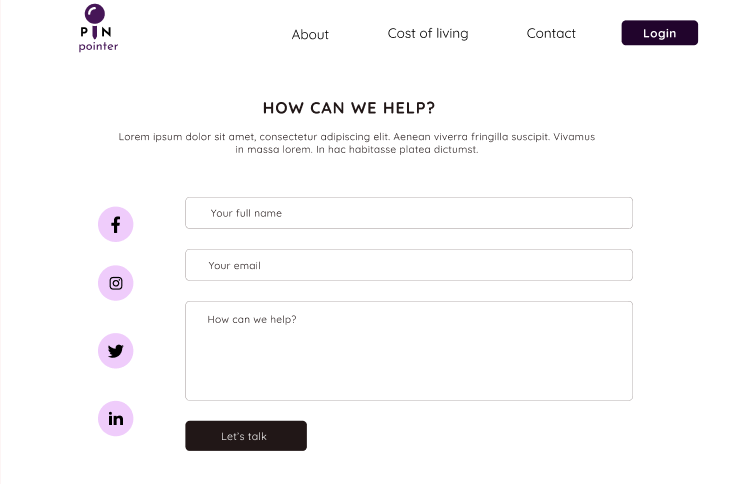 PIN
pointer
About
Cost of living
Contact
Login
HOW CAN WE HELP?
Lorem ipsum dolor sit amet, consectetur adipiscing elit. Aenean viverra fringilla suscipit. Vivamus
in massa lorem. In hac habitasse platea dictumst.
Your full name
Your email
How can we help?
Let's talk